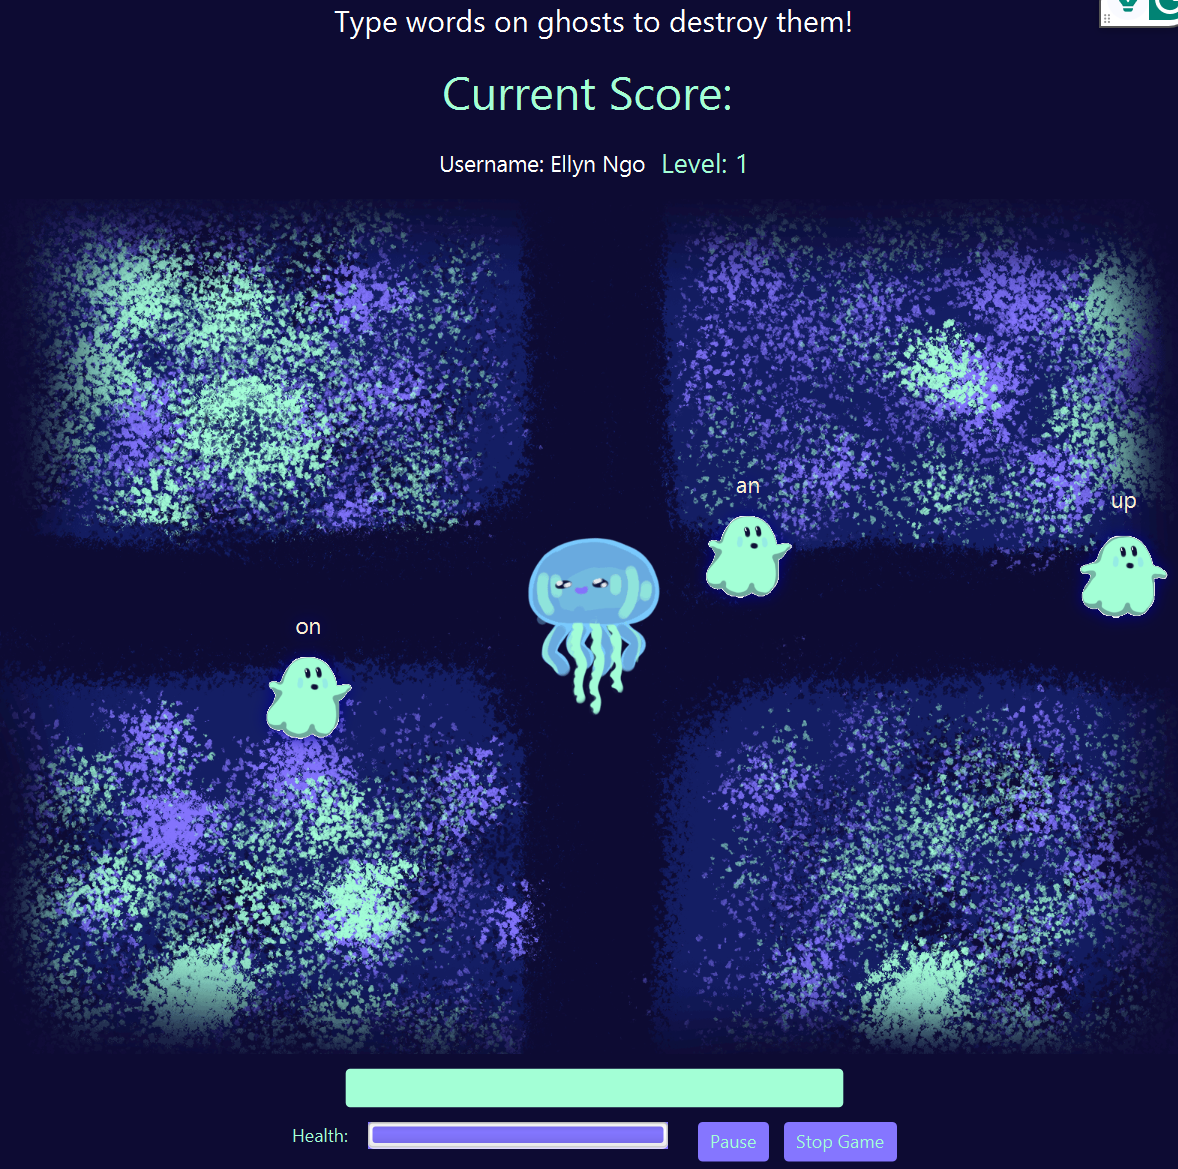 Type words on ghosts to destroy them!
Current Score:
Username: Ellyn Ngo Level: 1
an
up
on
Health:
Pause
Stop Game